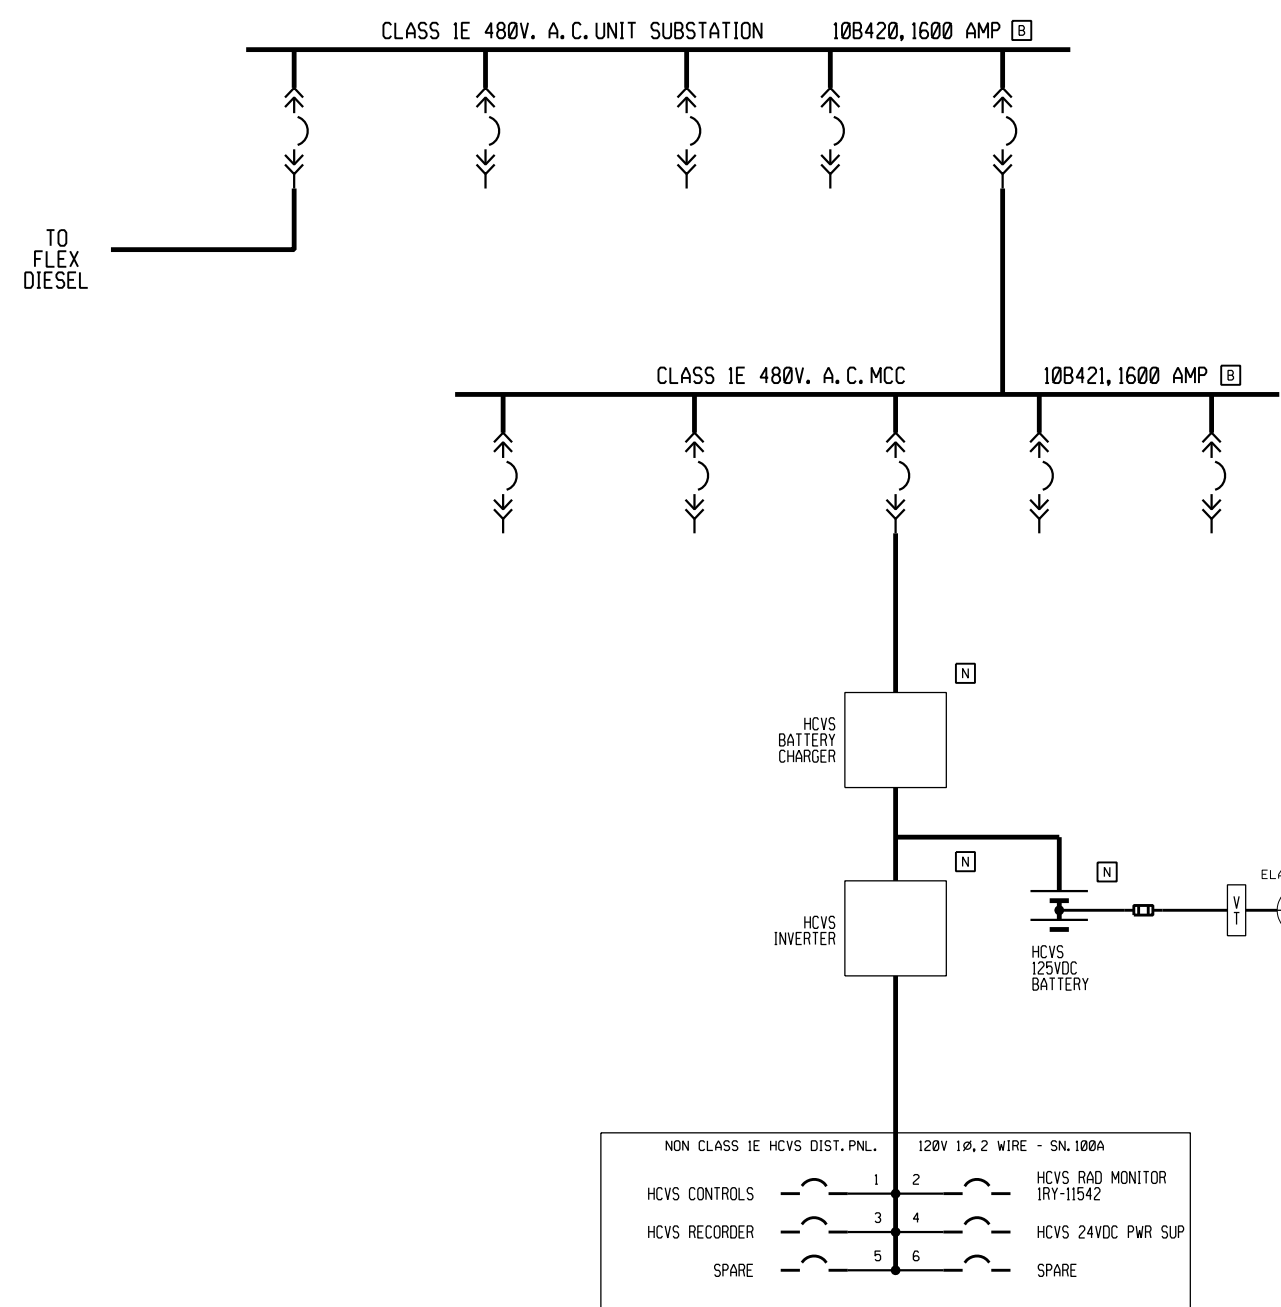 CLASS 1E 480V. A.C. UNIT SUBSTATION 10B420, 1600 AMP B
TO
FLEX
DIESEL
CLASS 1E 480V. A.C. MCC 10B421, 1600 AMP B
N
HCVS
BATTERY
CHARGER
N
N
ELA
V
T
HCVS
INVERTER
HCVS
125VDC
BATTERY
NON CLASS 1E HCVS DIST. PNL. 120V 1Ø, 2 WIRE - SN. 100A
HCVS CONTROLS 1 2 HCVS RAD MONITOR
1RY-11542
HCVS RECORDER 3 4 HCVS 24VDC PWR SUP
SPARE 5 6 SPARE